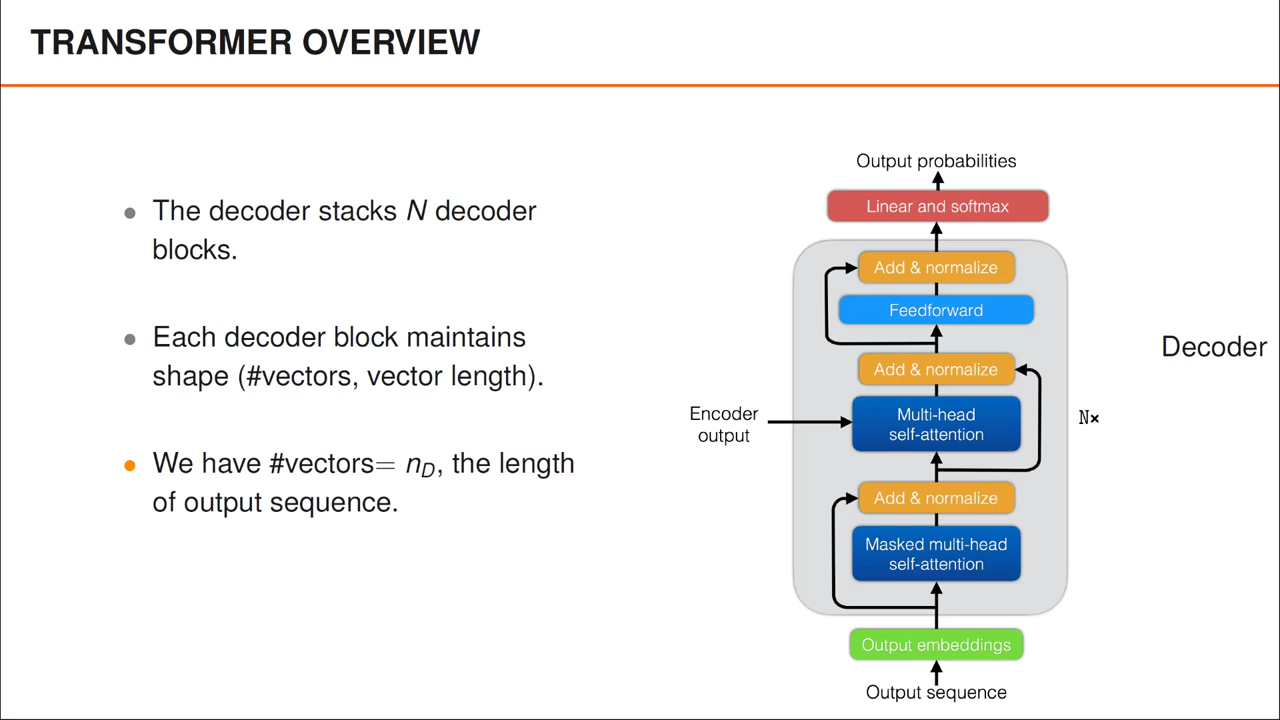 TRANSFORMER OVERVIEW
The decoder stacks N decoder
blocks.
Each decoder block maintains
shape (#vectors, vector length).
We have #vectors= n_D, the length
of output sequence.
Output probabilities
Linear and softmax
Add & normalize
Feedforward
Add & normalize
Encoder
output
Multi-head
self-attention
Add & normalize
Masked multi-head
self-attention
Output embeddings
Output sequence
N×
Decoder